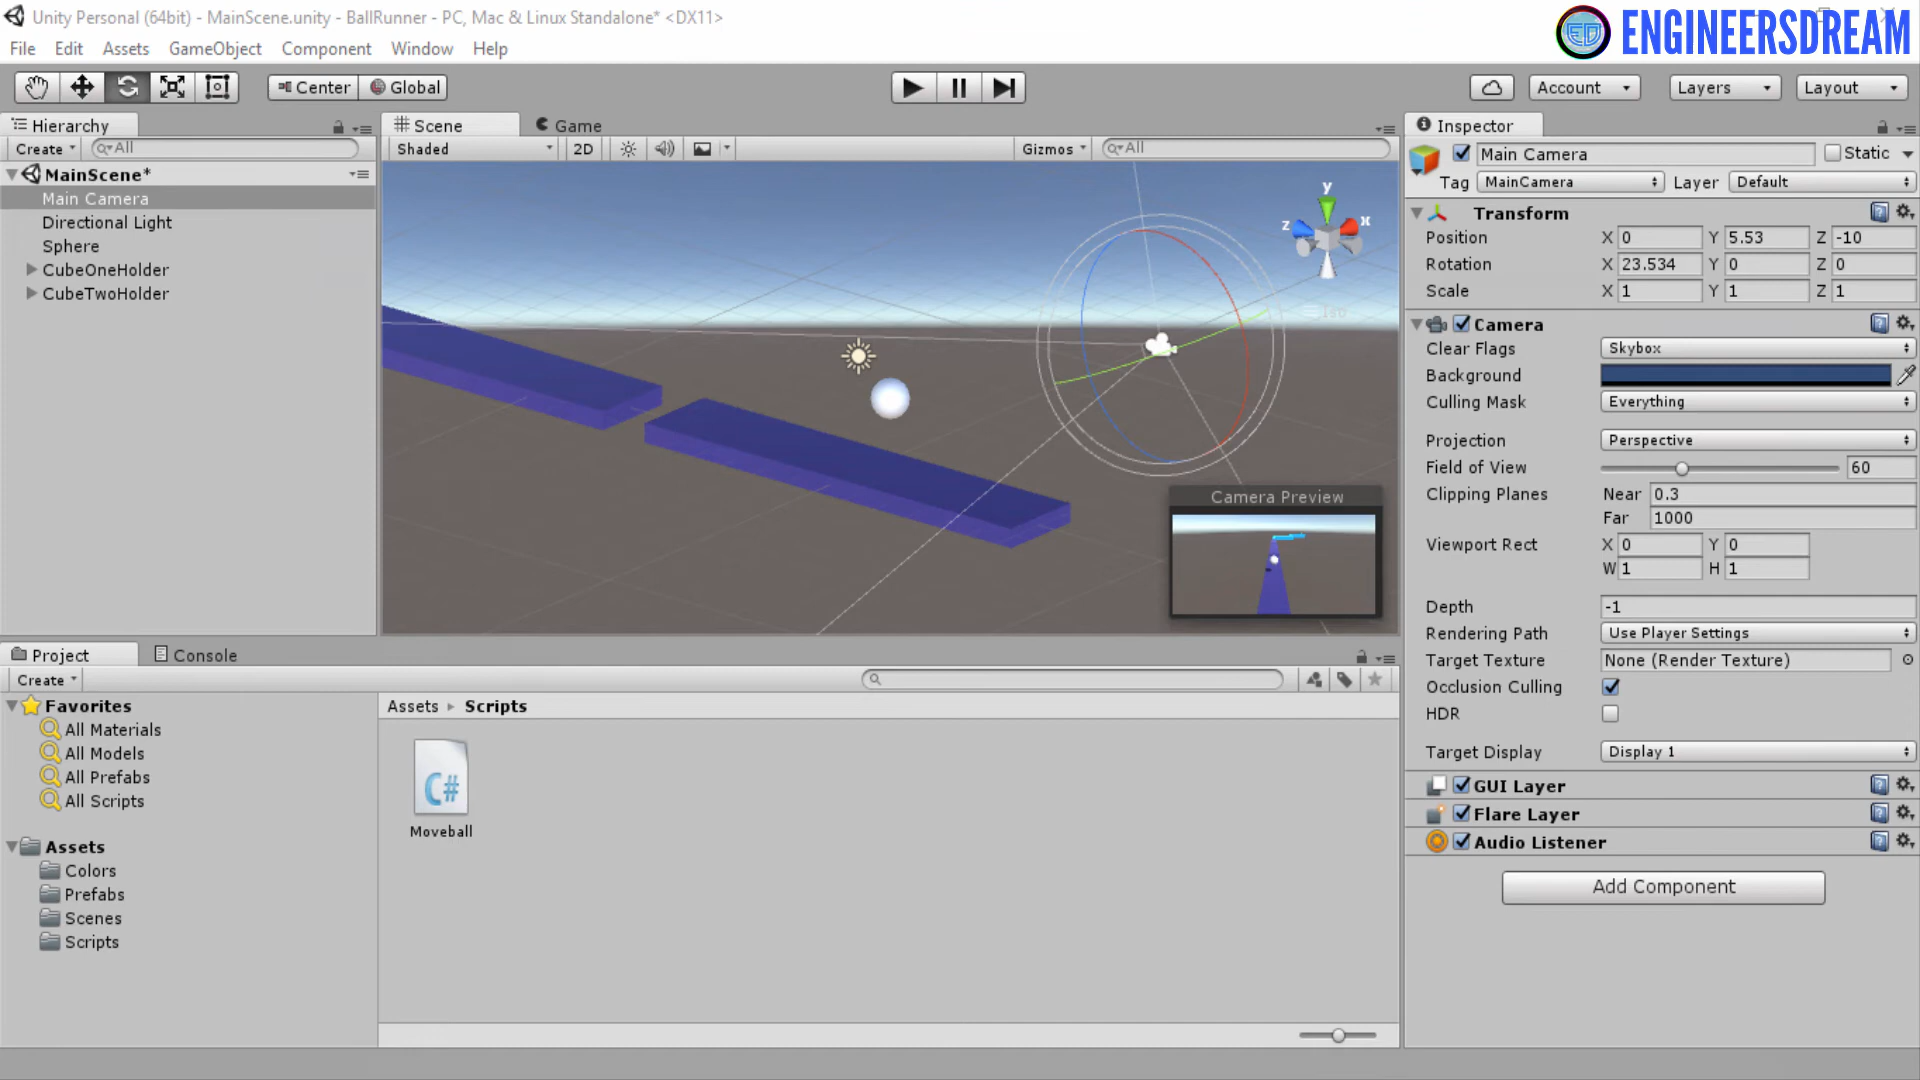 Unity Personal (64bit) - MainScene.unity - BallRunner - PC, Mac & Linux Standalone* <DX11>
ED ENGINEERSDREAM
File Edit Assets GameObject Component Window Help
Center Global Account Layers Layout
Hierarchy
Create All
MainScene*
Main Camera
Directional Light
Sphere
CubeOneHolder
CubeTwoHolder
Scene Game
Shaded 2D Gizmos All
y
z x
Iso
Camera Preview
Inspector
Main Camera Static
Tag MainCamera Layer Default
Transform
Position X 0 Y 5.53 Z -10
Rotation X 23.534 Y 0 Z 0
Scale X 1 Y 1 Z 1
Camera
Clear Flags Skybox
Background
Culling Mask Everything
Projection Perspective
Field of View 60
Clipping Planes Near 0.3
Far 1000
Viewport Rect X 0 Y 0
W 1 H 1
Depth -1
Rendering Path Use Player Settings
Target Texture None (Render Texture)
Occlusion Culling
HDR
Target Display Display 1
GUI Layer
Flare Layer
Audio Listener
Add Component
Project Console
Create
Favorites
All Materials
All Models
All Prefabs
All Scripts
Assets
Colors
Prefabs
Scenes
Scripts
Assets Scripts
C#
Moveball